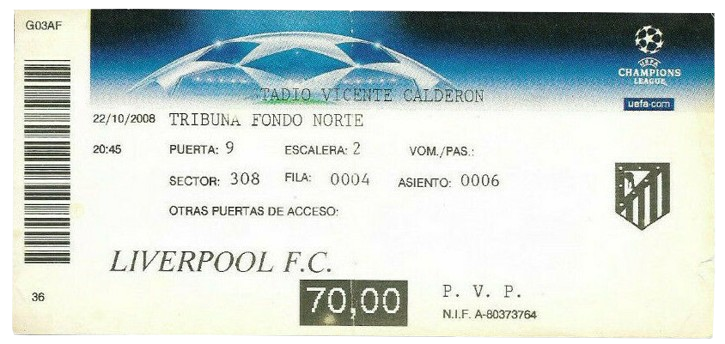 G03AF
UEFA
CHAMPIONS
LEAGUE
uefa.com
STADIO VICENTE CALDERON
22/10/2008 TRIBUNA FONDO NORTE
20:45 PUERTA: 9 ESCALERA: 2 VOM./PAS.:
SECTOR: 308 FILA: 0004 ASIENTO: 0006
OTRAS PUERTAS DE ACCESO:
LIVERPOOL F.C.
36 70,00 P. V. P.
N.I.F. A-80373764